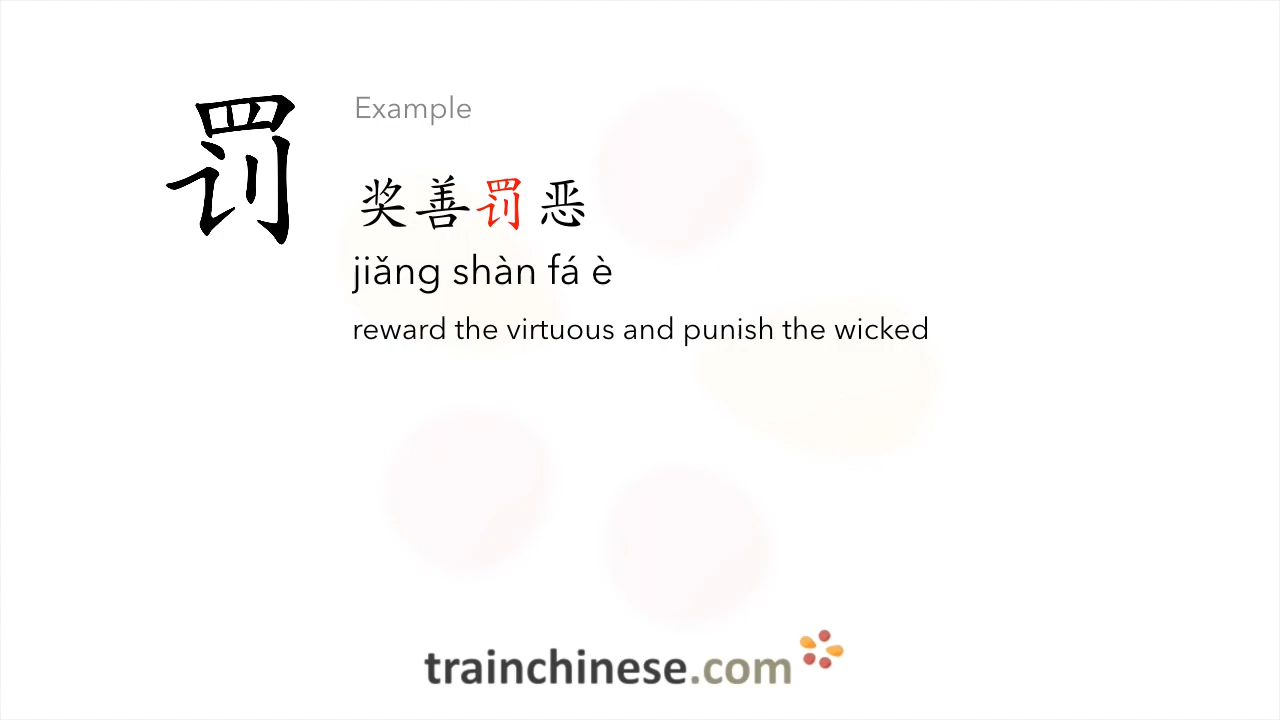 罚
Example
奖善罚恶
jiǎng shàn fá è
reward the virtuous and punish the wicked
trainchinese.com